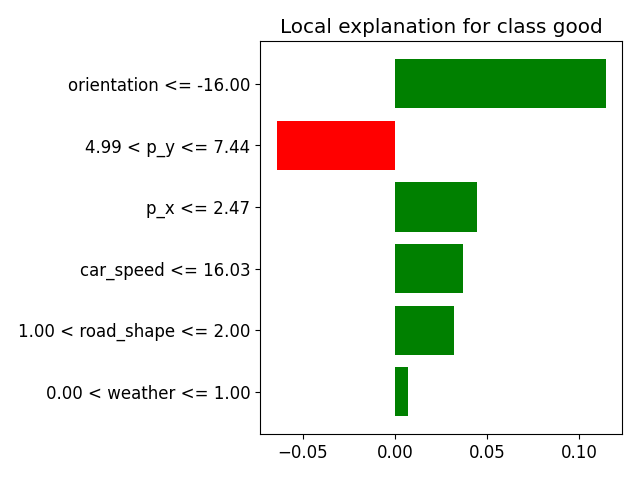 Local explanation for class good
orientation <= -16.00
4.99 < p_y <= 7.44
p_x <= 2.47
car_speed <= 16.03
1.00 < road_shape <= 2.00
0.00 < weather <= 1.00
−0.05 0.00 0.05 0.10